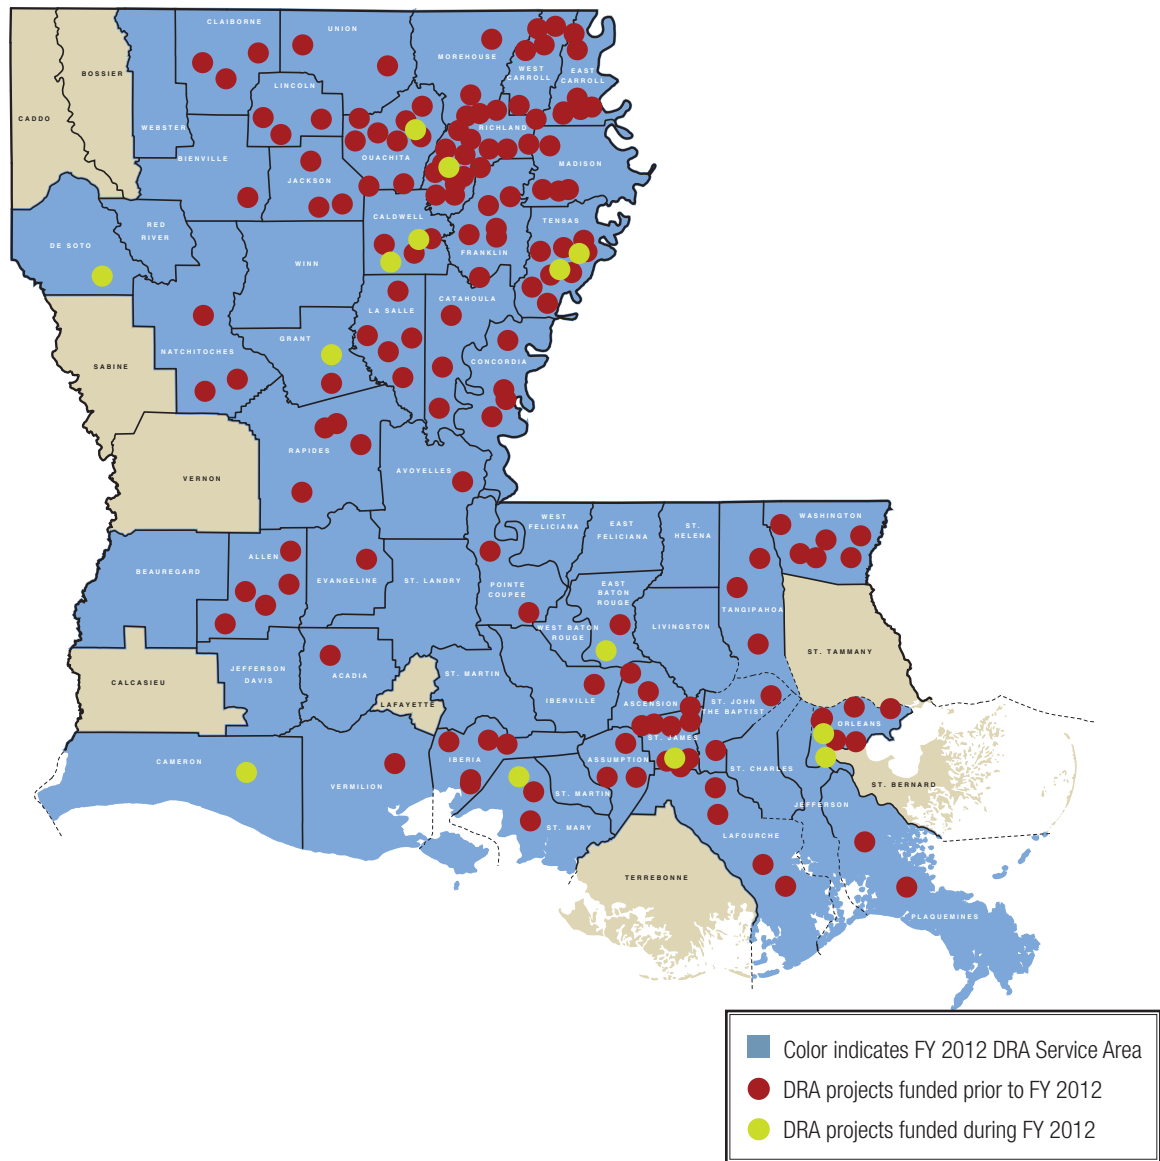 CLAIBORNE
UNION
MOREHOUSE
WEST
CARROLL
EAST
CARROLL
BOSSIER
CADDO
WEBSTER
LINCOLN
RICHLAND
BIENVILLE
OUACHITA
MADISON
JACKSON
CALDWELL
TENSAS
RED
RIVER
DE SOTO
WINN
FRANKLIN
CATAHOULA
LA SALLE
GRANT
NATCHITOCHES
CONCORDIA
SABINE
RAPIDES
AVOYELLES
VERNON
WEST
FELICIANA
EAST
FELICIANA
ST.
HELENA
WASHINGTON
ALLEN
BEAUREGARD
EVANGELINE
ST. LANDRY
POINTE
COUPEE
EAST
BATON
ROUGE
TANGIPAHOA
WEST BATON
ROUGE
LIVINGSTON
ST. TAMMANY
JEFFERSON
DAVIS
ACADIA
ST. MARTIN
CALCASIEU
LAFAYETTE
IBERVILLE
ASCENSION
ST. JOHN
THE BAPTIST
ORLEANS
ST. JAMES
CAMERON
IBERIA
ASSUMPTION
ST. CHARLES
VERMILION
ST. MARTIN
ST. BERNARD
JEFFERSON
ST. MARY
LAFOURCHE
TERREBONNE
PLAQUEMINES
Color indicates FY 2012 DRA Service Area
DRA projects funded prior to FY 2012
DRA projects funded during FY 2012